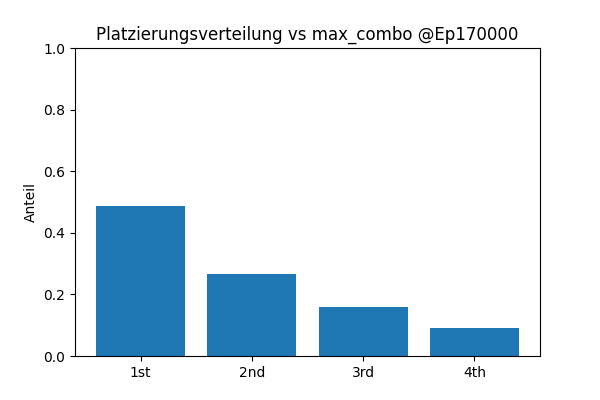 Platzierungsverteilung vs max_combo @Ep170000
1.0
0.8
0.6
0.4
0.2
0.0
Anteil
1st 2nd 3rd 4th